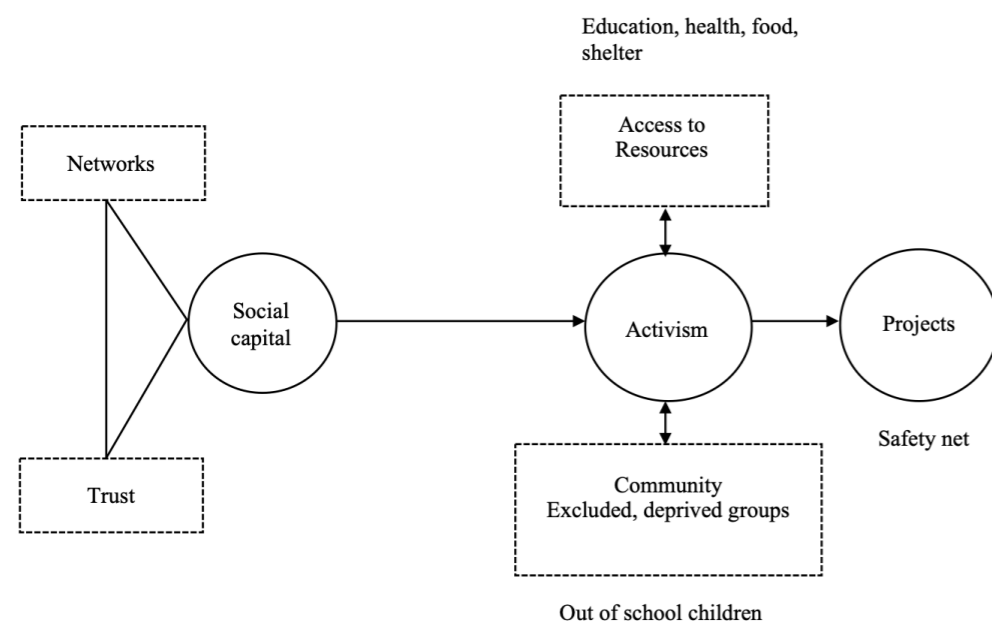 Education, health, food,
shelter
Access to
Resources
Networks
Social
capital
Activism
Projects
Safety net
Trust
Community
Excluded, deprived groups
Out of school children